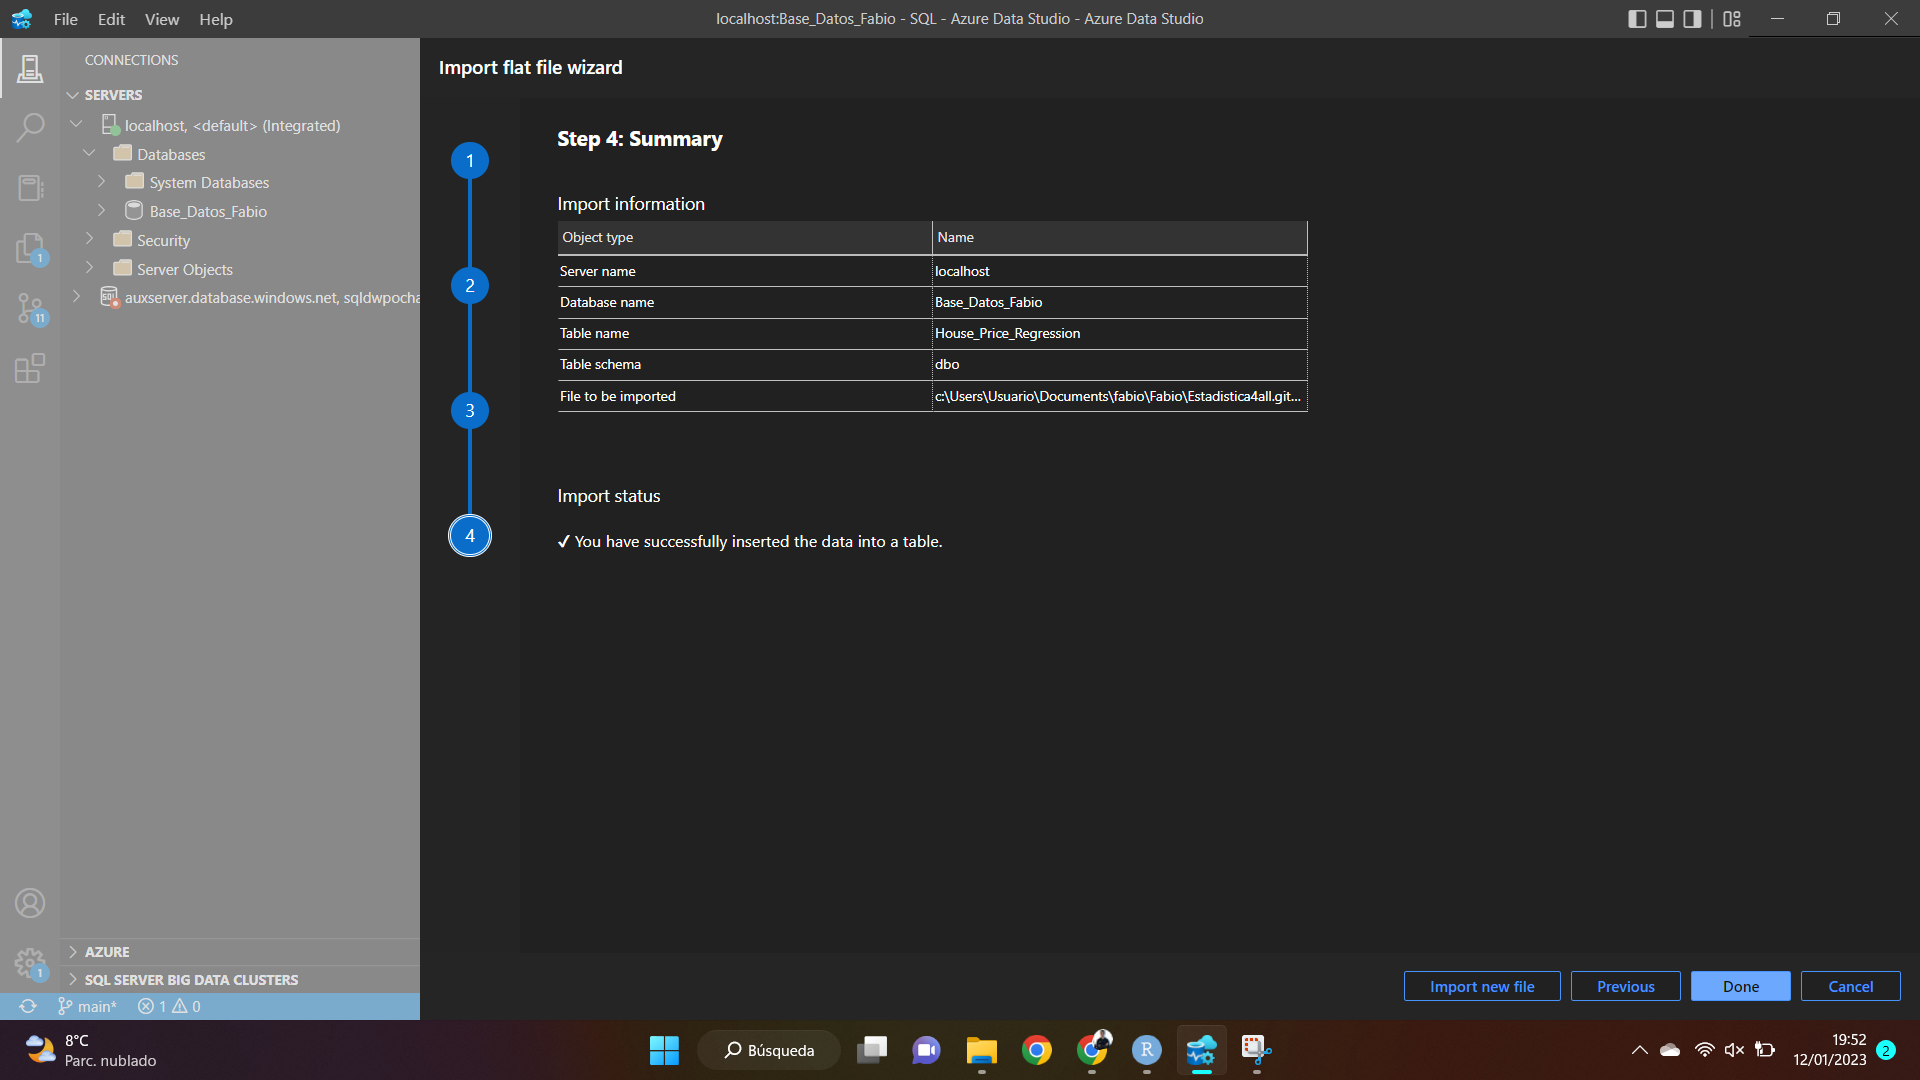 File Edit View Help
localhost:Base_Datos_Fabio - SQL - Azure Data Studio - Azure Data Studio
CONNECTIONS
SERVERS
localhost, <default> (Integrated)
Databases
System Databases
Base_Datos_Fabio
Security
Server Objects
auxserver.database.windows.net, sqldwpocha
1
11
AZURE
1
SQL SERVER BIG DATA CLUSTERS
main* 1 0
Import flat file wizard
1
2
3
4
Step 4: Summary
Import information
Object type Name
Server name localhost
Database name Base_Datos_Fabio
Table name House_Price_Regression
Table schema dbo
File to be imported c:\Users\Usuario\Documents\fabio\Fabio\Estadistica4all.git...
Import status
✔ You have successfully inserted the data into a table.
Import new file Previous Done Cancel
8°C
Parc. nublado
Búsqueda
R
19:52
12/01/2023
2